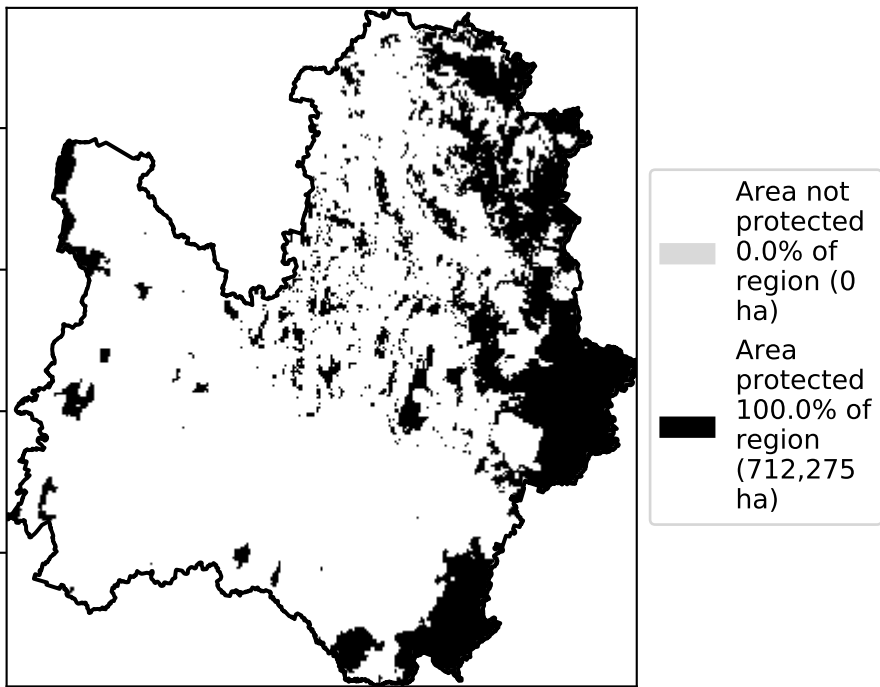 Area not
protected
0.0% of
region (0
ha)
Area
protected
100.0% of
region
(712,275
ha)